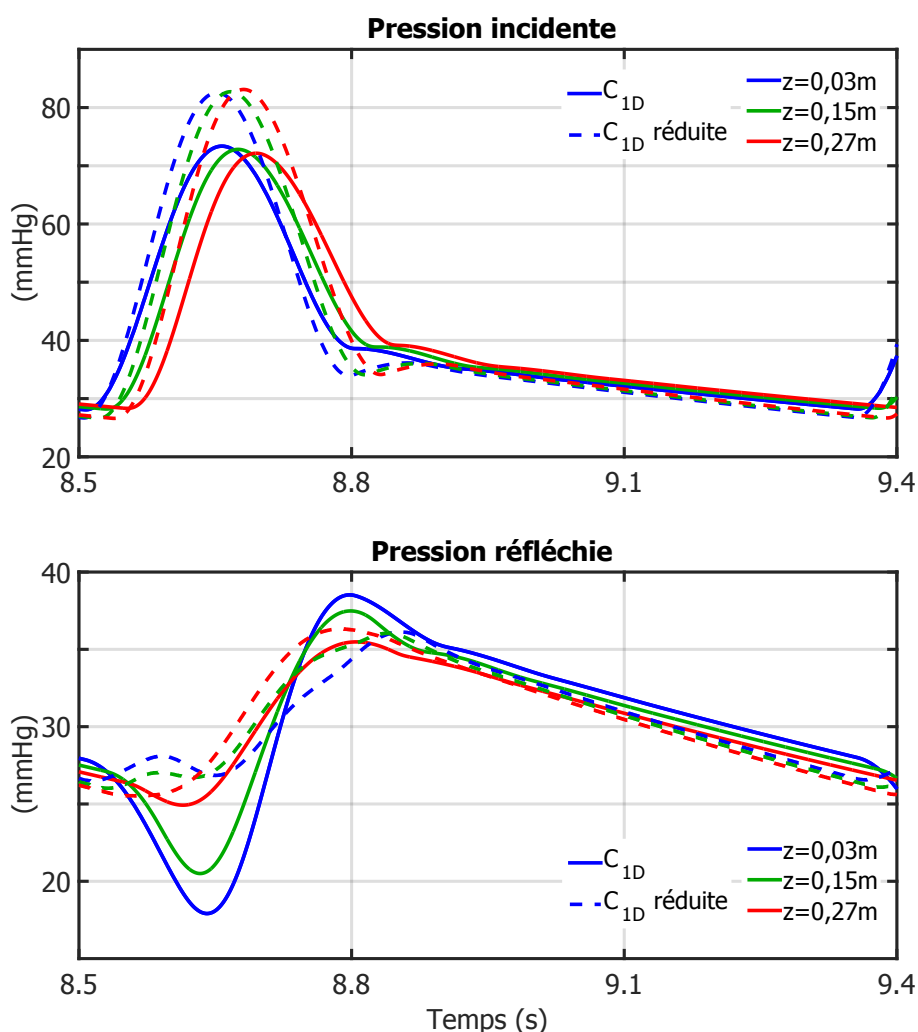 Pression incidente
C1D
C1D réduite
z=0,03m
z=0,15m
z=0,27m
80
60
40
20
(mmHg)
8.5
8.8
9.1
9.4
Pression réfléchie
40
30
20
(mmHg)
C1D
C1D réduite
z=0,03m
z=0,15m
z=0,27m
8.5
8.8
9.1
9.4
Temps (s)